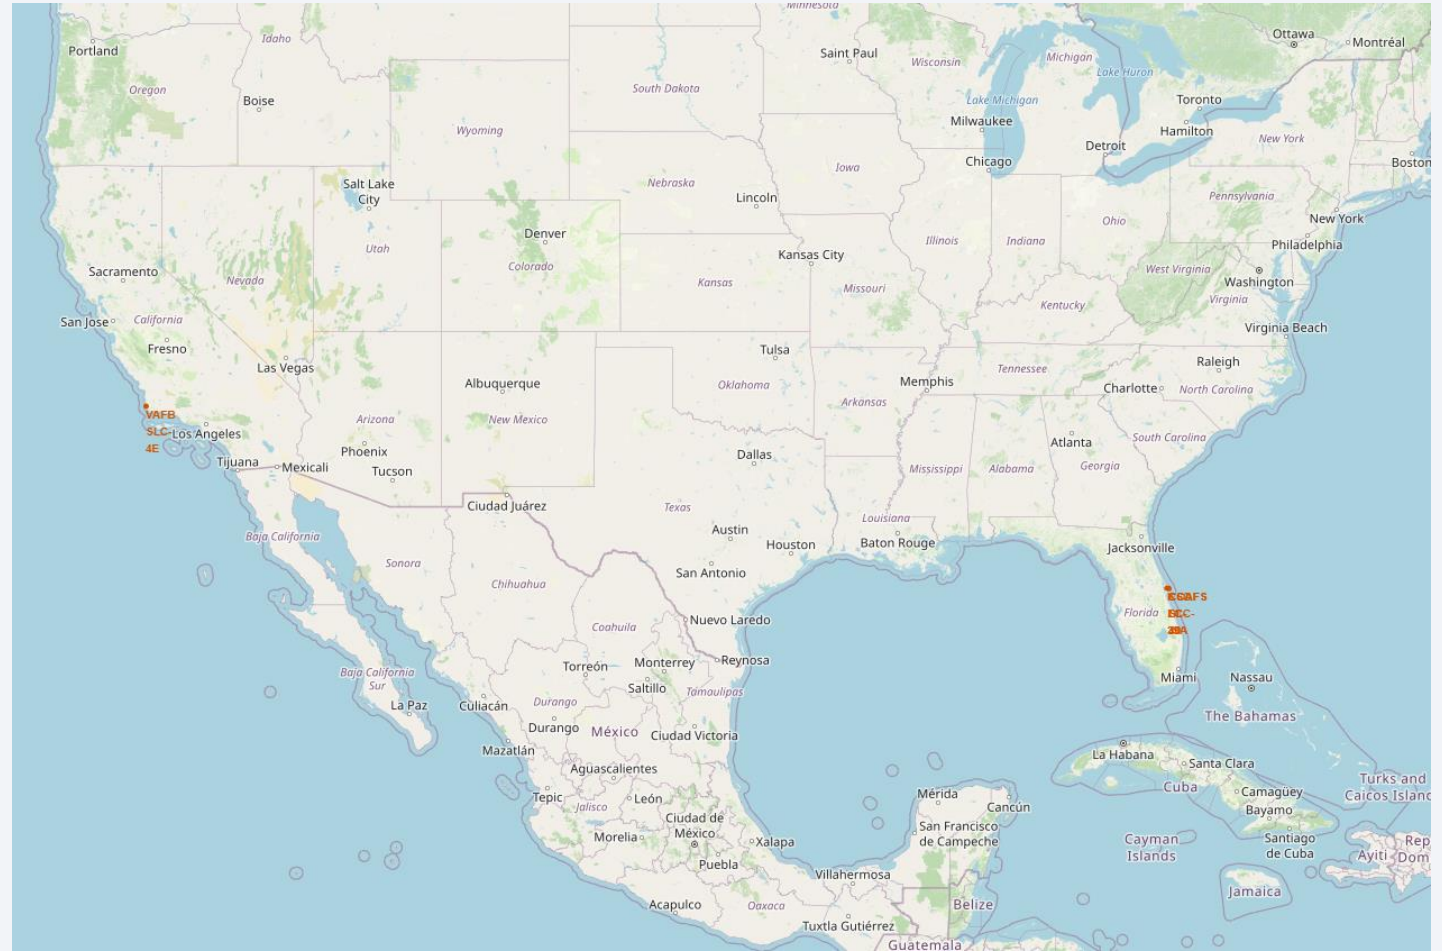 Minnesota
Ottawa
Montréal
Portland
Idaho
Saint Paul
Wisconsin
Michigan
Lake Huron
Oregon
Boise
South Dakota
Lake Michigan
Toronto
Milwaukee
Hamilton
Wyoming
New York
Detroit
Chicago
Boston
Iowa
Salt Lake
City
Nebraska
Lincoln
Pennsylvania
New York
Ohio
Denver
Utah
Illinois
Indiana
Philadelphia
Kansas City
Colorado
Sacramento
Nevada
Kansas
Missouri
West Virginia
Washington
Virginia
Kentucky
San Jose
California
Virginia Beach
Fresno
Tulsa
Raleigh
Las Vegas
Tennessee
Albuquerque
Oklahoma
Memphis
Charlotte
North Carolina
Arkansas
VAFB
SLC-
4E
Arizona
New Mexico
Los Angeles
Phoenix
Atlanta
South Carolina
Dallas
Tijuana
Mexicali
Tucson
Mississippi
Alabama
Georgia
Ciudad Juárez
Texas
Louisiana
Austin
Baja California
Houston
Baton Rouge
Jacksonville
Sonora
San Antonio
Chihuahua
Florida
Nuevo Laredo
Coahuila
Torreón
Monterrey
Reynosa
Baja California
Sur
Saltillo
Tamaulipas
Miami
Nassau
La Paz
Culiacán
Durango
Durango
México
Ciudad Victoria
The Bahamas
Mazatlán
La Habana
Santa Clara
Aguascalientes
Turks and
Cuba
Camagüey
Tepic
León
Mérida
Cancún
Jalisco
Bayamo
Ciudad de
México
San Francisco
de Campeche
Morelia
Xalapa
Cayman
Islands
Santiago
de Cuba
Puebla
Ayiti
Villahermosa
Jamaica
Acapulco
Oaxaca
Belize
Tuxtla Gutiérrez
Guatemala